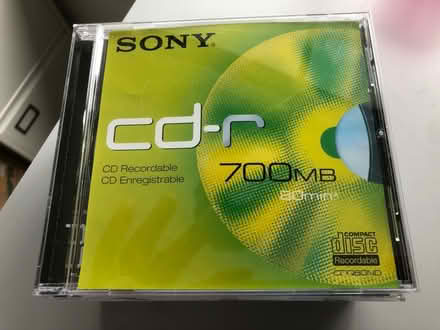 SONY
cd-r
CD Recordable
CD Enregistrable
700MB
80min*
COMPACT
disc
Recordable